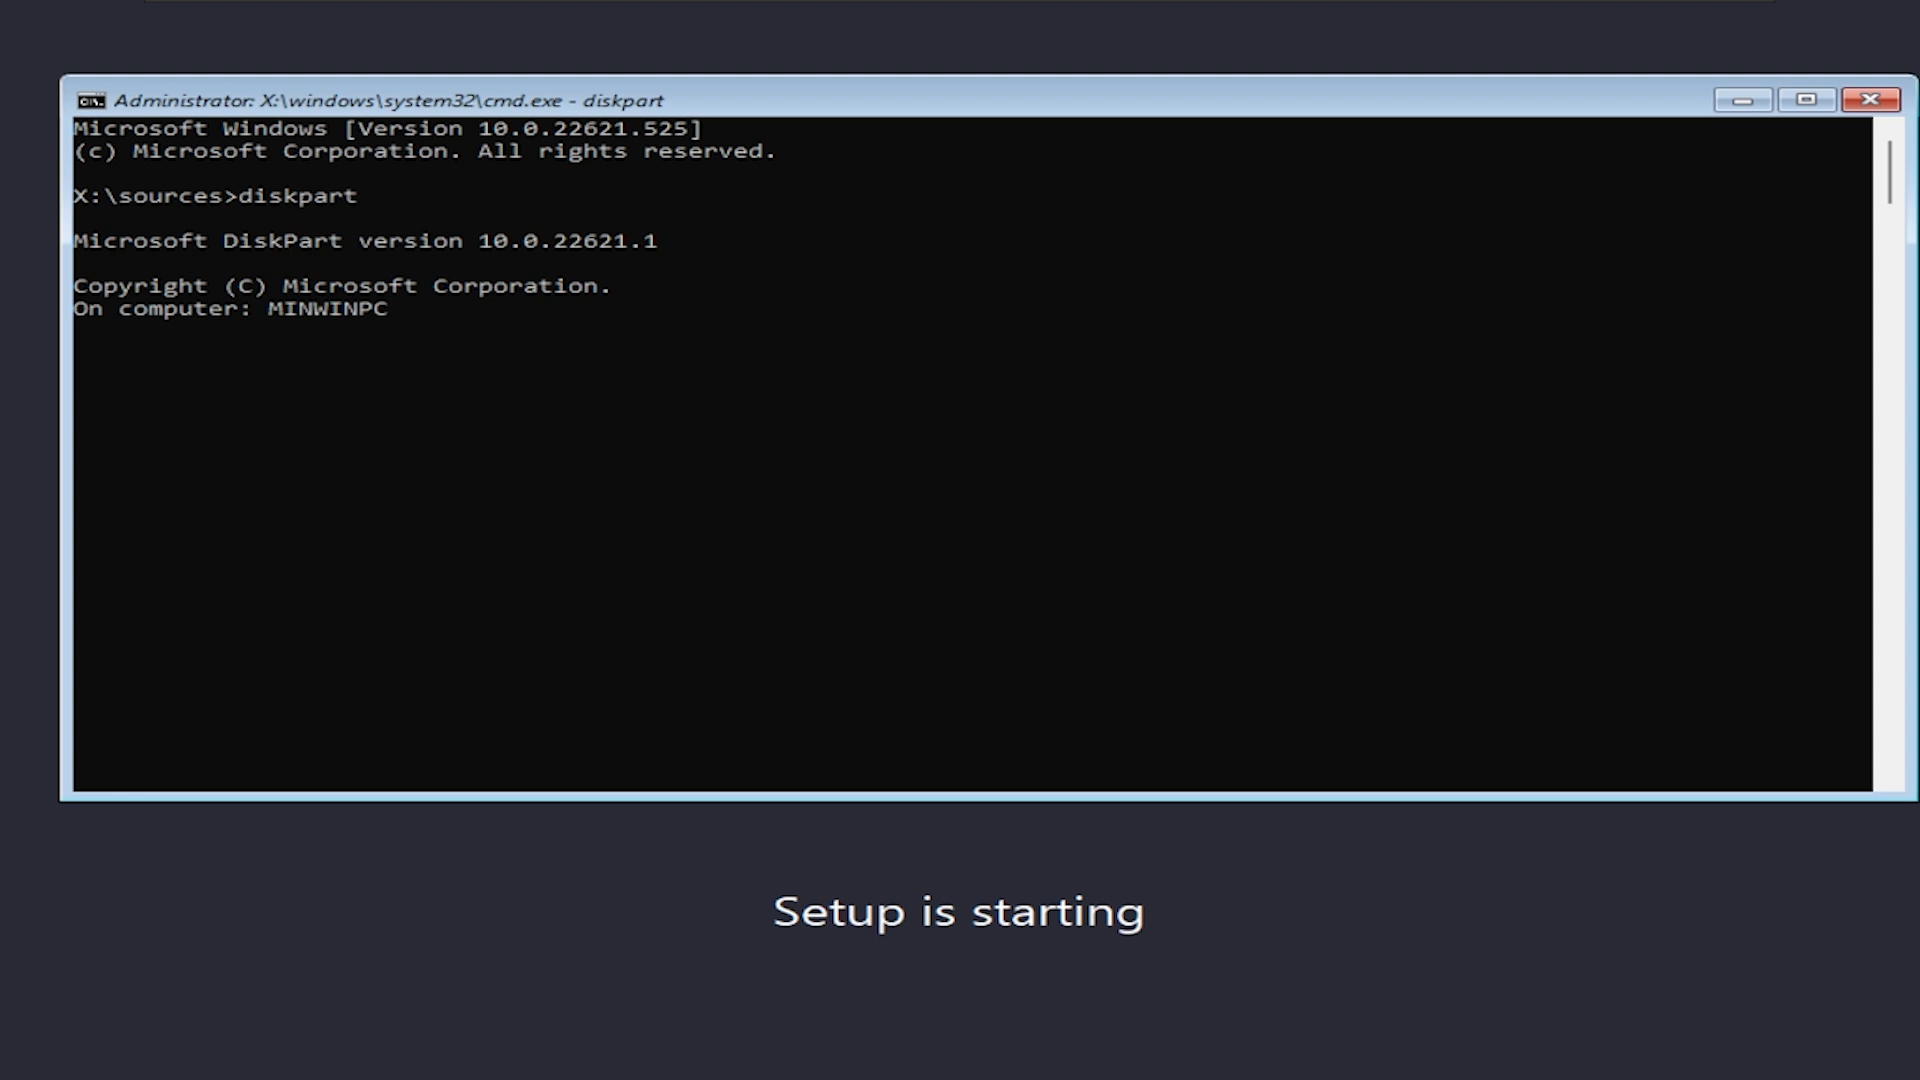 Administrator: X:\windows\system32\cmd.exe - diskpart
Microsoft Windows [Version 10.0.22621.525]
(c) Microsoft Corporation. All rights reserved.
X:\sources>diskpart
Microsoft DiskPart version 10.0.22621.1
Copyright (C) Microsoft Corporation.
On computer: MINWINPC
Setup is starting